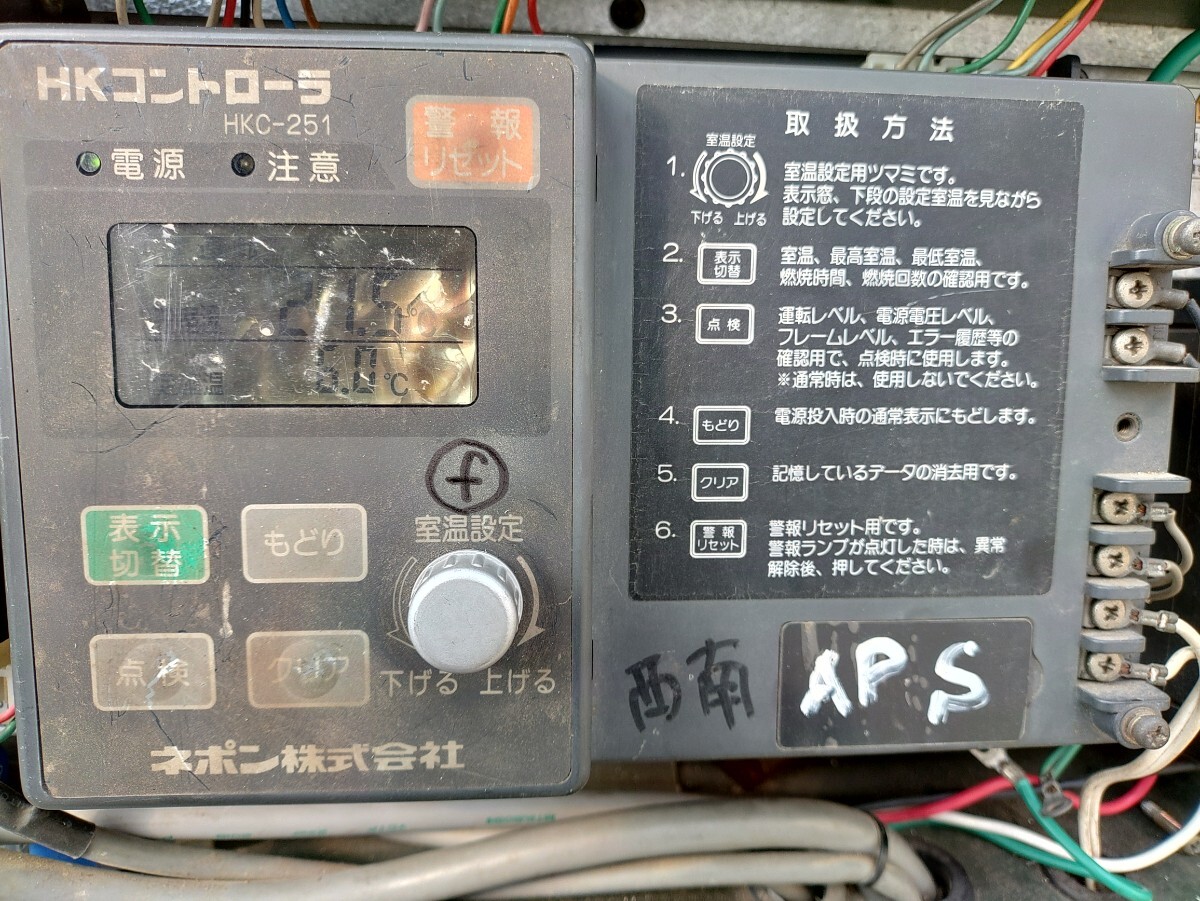 HKコントローラ
HKC-251
電源 注意
警報
リセット
21.5℃
6.0℃
f
表示
切替
もどり
室温設定
点検
クリア
下げる 上げる
ネポン株式会社
取扱方法
1.
室温設定
下げる 上げる
室温設定用ツマミです。
表示窓、下段の設定室温を見ながら
設定してください。
2.
表示
切替
室温、最高室温、最低室温、
燃焼時間、燃焼回数の確認用です。
3.
点検
運転レベル、電源電圧レベル、
フレームレベル、エラー履歴等の
確認用で、点検時に使用します。
※通常時は、使用しないでください。
4.
もどり
電源投入時の通常表示にもどします。
5.
クリア
記憶しているデータの消去用です。
6.
警報
リセット
警報リセット用です。
警報ランプが点灯した時は、異常
解除後、押してください。
西南
APS